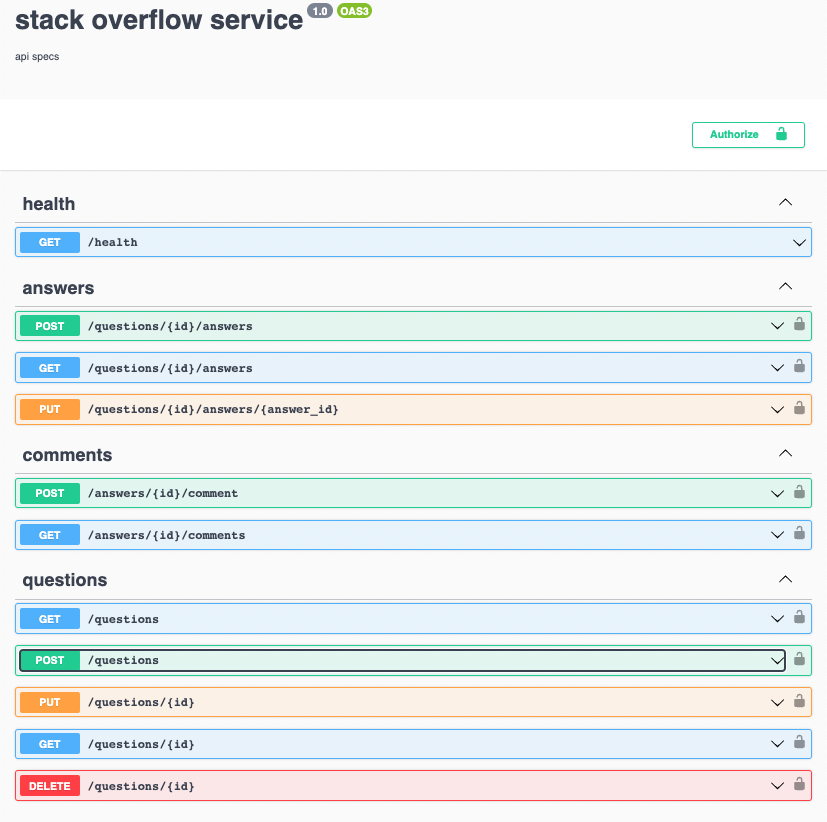 stack overflow service 1.0 OAS3
api specs
Authorize
health
GET /health
answers
POST /questions/{id}/answers
GET /questions/{id}/answers
PUT /questions/{id}/answers/{answer_id}
comments
POST /answers/{id}/comment
GET /answers/{id}/comments
questions
GET /questions
POST /questions
PUT /questions/{id}
GET /questions/{id}
DELETE /questions/{id}